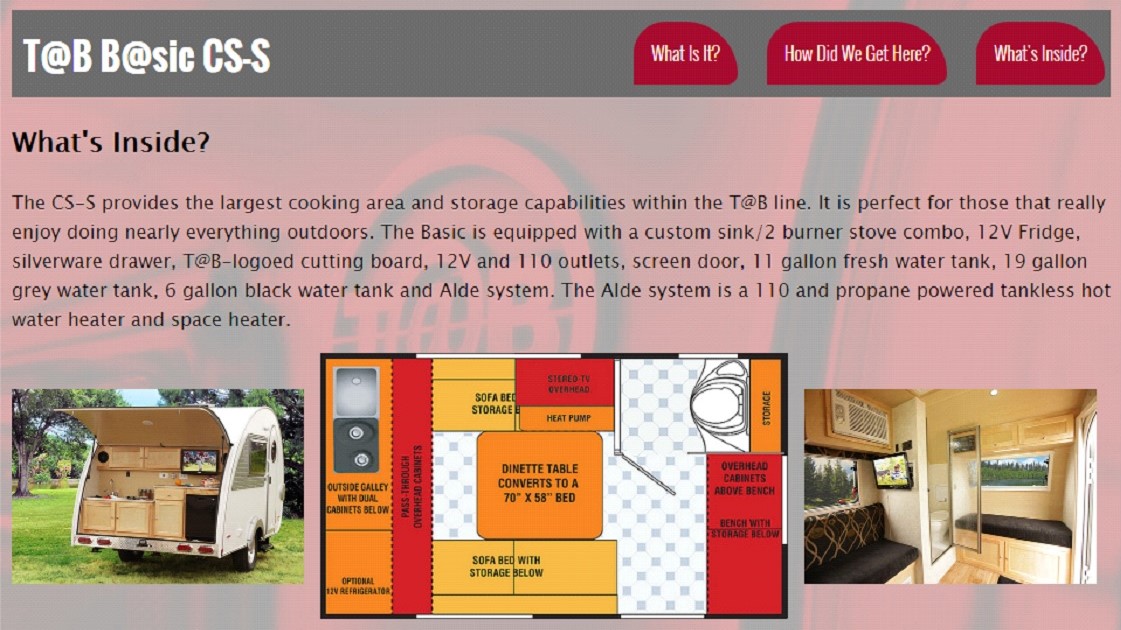 T@B B@sic CS-S
What Is It?
How Did We Get Here?
What's Inside?
What's Inside?
The CS-S provides the largest cooking area and storage capabilities within the T@B line. It is perfect for those that really
enjoy doing nearly everything outdoors. The Basic is equipped with a custom sink/2 burner stove combo, 12V Fridge,
silverware drawer, T@B-logoed cutting board, 12V and 110 outlets, screen door, 11 gallon fresh water tank, 19 gallon
grey water tank, 6 gallon black water tank and Alde system. The Alde system is a 110 and propane powered tankless hot
water heater and space heater.
T@B
OUTSIDE GALLEY
WITH DUAL
CABINETS BELOW
OPTIONAL
12V REFRIGERATOR
PASS-THROUGH
OVERHEAD CABINETS
SOFA BED
STORAGE B
STEREO-TV
OVERHEAD
HEAT PUMP
DINETTE TABLE
CONVERTS TO A
70" X 58" BED
SOFA BED WITH
STORAGE BELOW
STORAGE
OVERHEAD
CABINETS
ABOVE BENCH
BENCH WITH
STORAGE BELOW